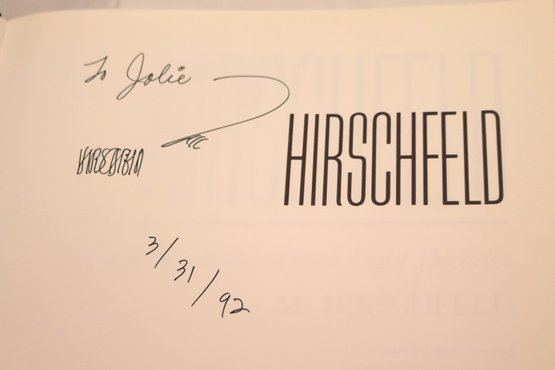 To Jolie
HIRSCHFELD
HIRSCHFELD
3/31/92